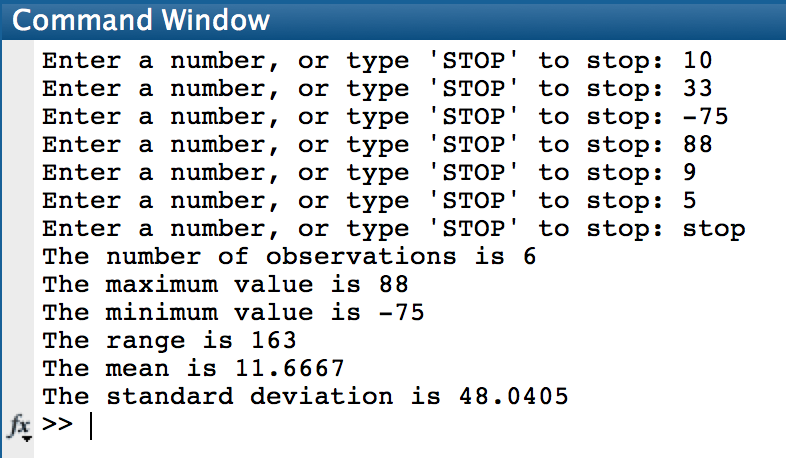 Command Window
Enter a number, or type 'STOP' to stop: 10
Enter a number, or type 'STOP' to stop: 33
Enter a number, or type 'STOP' to stop: -75
Enter a number, or type 'STOP' to stop: 88
Enter a number, or type 'STOP' to stop: 9
Enter a number, or type 'STOP' to stop: 5
Enter a number, or type 'STOP' to stop: stop
The number of observations is 6
The maximum value is 88
The minimum value is -75
The range is 163
The mean is 11.6667
The standard deviation is 48.0405
fx >>